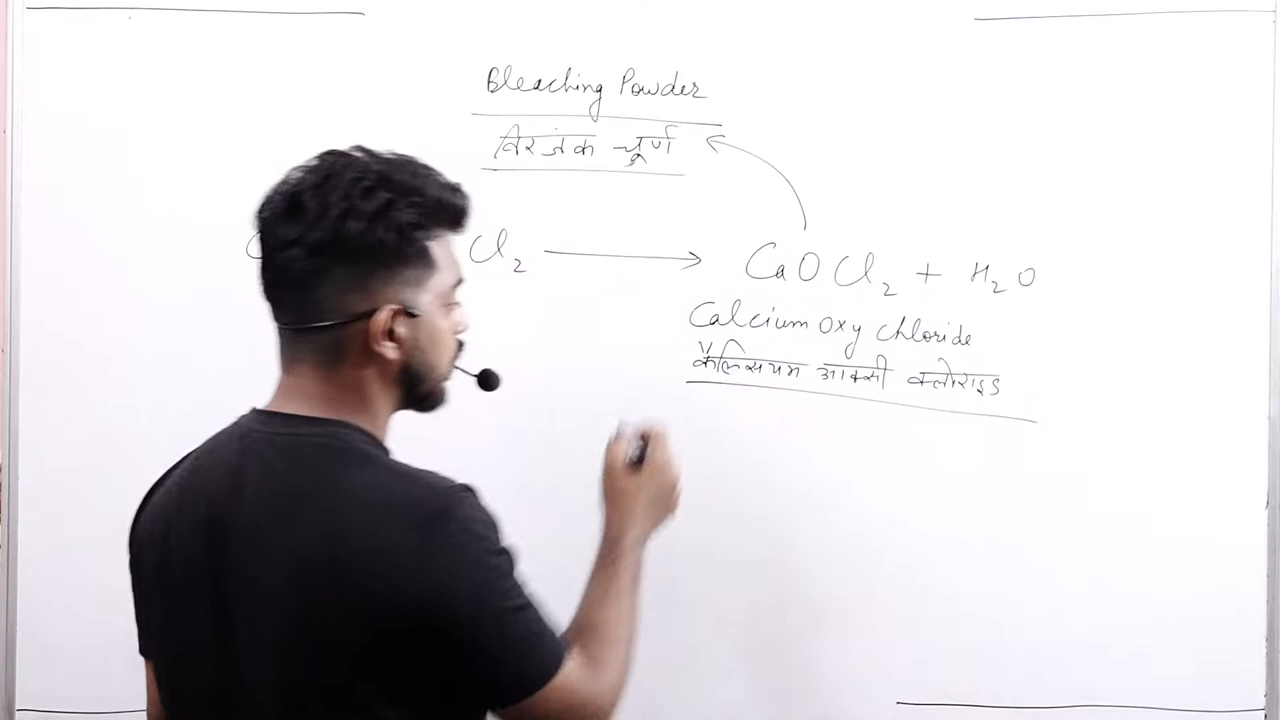 Bleaching Powder
विरंजक चूर्ण
C Cl₂ → CaOCl₂ + H₂O
Calcium oxy chloride
कैल्सियम आक्सी क्लोराइड